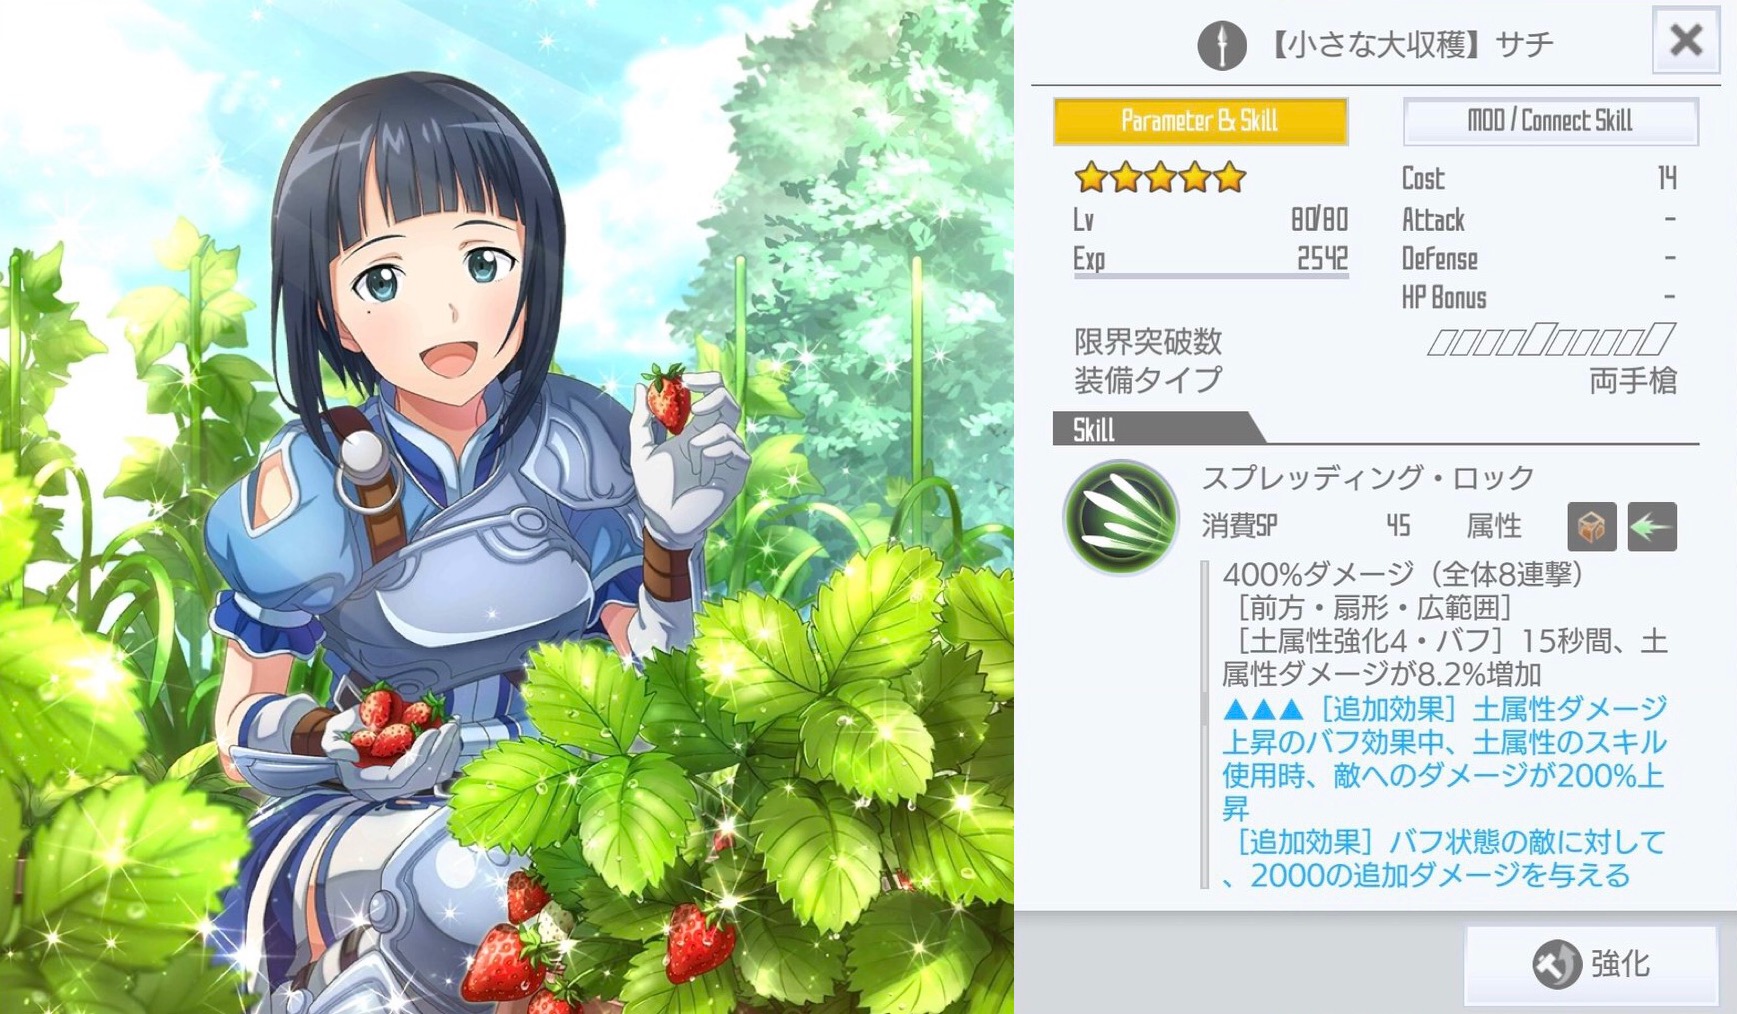 【小さな大収穫】サチ
Parameter & Skill
MOD / Connect Skill
Cost 14
Lv 80/80
Attack -
Exp 2542
Defense -
HP Bonus -
限界突破数
装備タイプ 両手槍
Skill
スプレッディング・ロック
消費SP 45 属性
400%ダメージ（全体8連撃）
［前方・扇形・広範囲］
［土属性強化4・バフ］15秒間、土
属性ダメージが8.2%増加
▲▲▲［追加効果］土属性ダメージ
上昇のバフ効果中、土属性のスキル
使用時、敵へのダメージが200%上
昇
［追加効果］バフ状態の敵に対して
、2000の追加ダメージを与える
強化